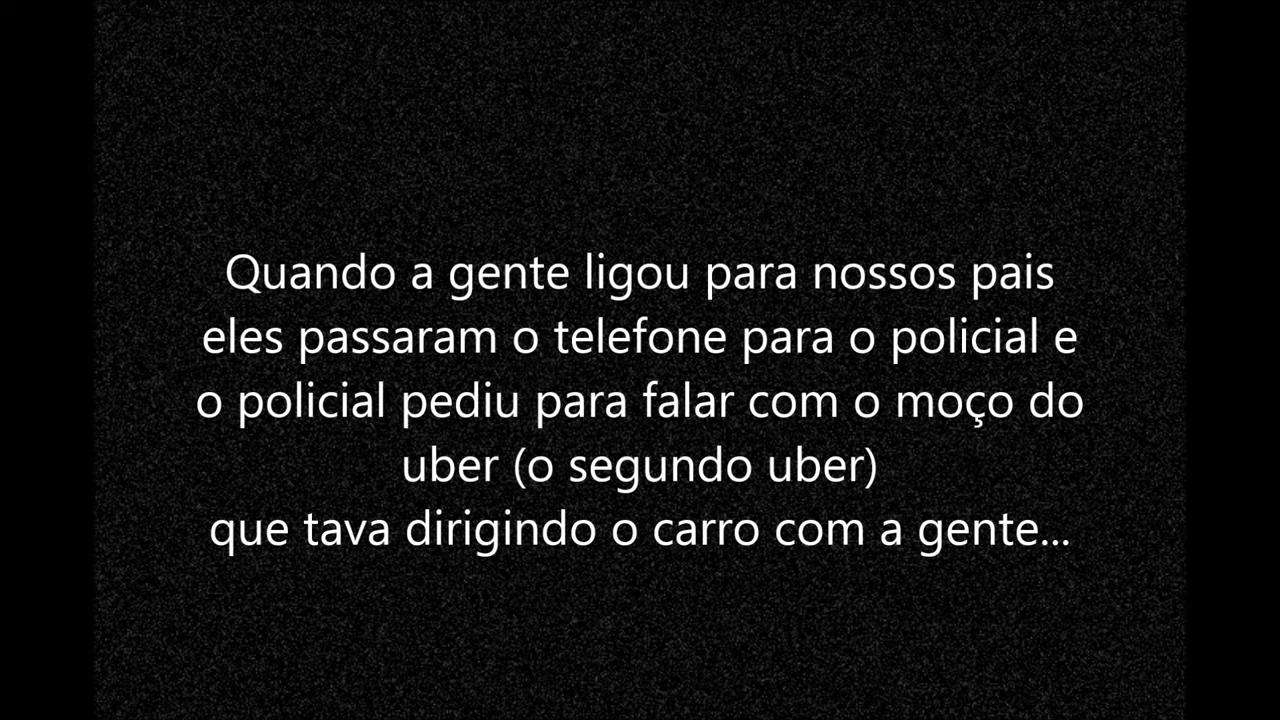 Quando a gente ligou para nossos pais
eles passaram o telefone para o policial e
o policial pediu para falar com o moço do
uber (o segundo uber)
que tava dirigindo o carro com a gente...